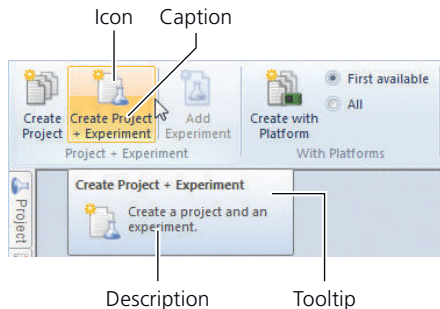 Icon Caption
First available
All
Create Project
Create Project + Experiment
Add Experiment
Create with Platform
Project + Experiment
With Platforms
Project
Create Project + Experiment
Create a project and an
experiment.
Description Tooltip